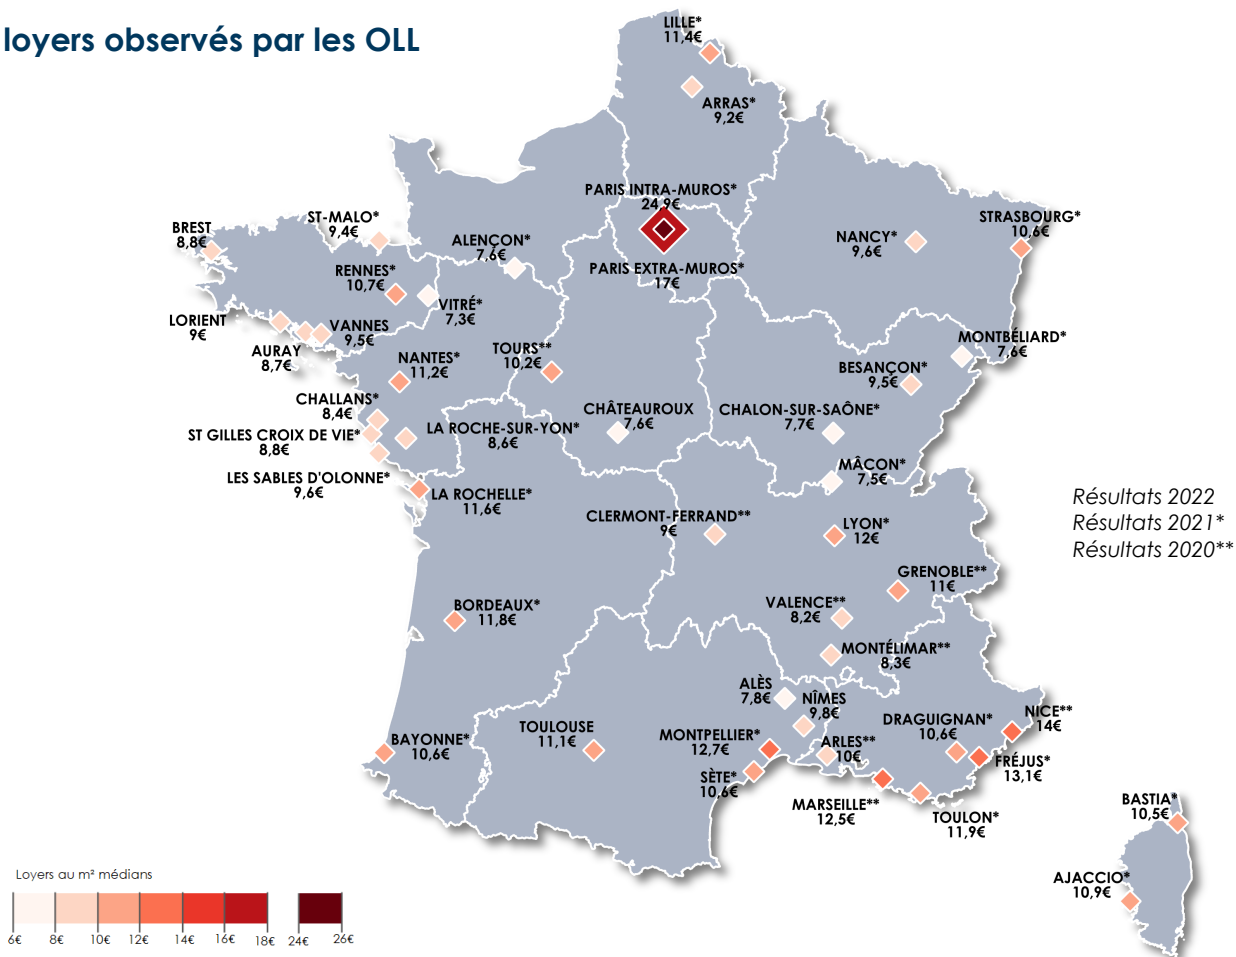 loyers observés par les OLL
LILLE*
11,4€
ARRAS*
9,2€
PARIS INTRA-MUROS*
24,9€
PARIS EXTRA-MUROS*
17€
STRASBOURG*
10,6€
NANCY*
9,6€
ST-MALO*
9,4€
BREST
8,8€
ALENÇON*
7,6€
RENNES*
10,7€
VITRÉ*
7,3€
LORIENT
9€
VANNES
9,5€
AURAY
8,7€
NANTES*
11,2€
TOURS**
10,2€
MONTBÉLIARD*
7,6€
BESANÇON*
9,5€
CHALLANS*
8,4€
CHÂTEAUROUX
7,6€
CHALON-SUR-SAÔNE*
7,7€
ST GILLES CROIX DE VIE*
8,8€
LA ROCHE-SUR-YON*
8,6€
MÂCON*
7,5€
LES SABLES D'OLONNE*
9,6€
LA ROCHELLE*
11,6€
CLERMONT-FERRAND**
9€
LYON*
12€
Résultats 2022
Résultats 2021*
Résultats 2020**
GRENOBLE**
11€
BORDEAUX*
11,8€
VALENCE**
8,2€
MONTÉLIMAR**
8,3€
ALÈS
7,8€
NÎMES
9,8€
DRAGUIGNAN*
10,6€
NICE**
14€
BAYONNE*
10,6€
TOULOUSE
11,1€
MONTPELLIER*
12,7€
ARLES**
10€
FRÉJUS*
13,1€
SÈTE*
10,6€
MARSEILLE**
12,5€
TOULON*
11,9€
BASTIA*
10,5€
AJACCIO*
10,9€
Loyers au m² médians
6€ 8€ 10€ 12€ 14€ 16€ 18€ 24€ 26€